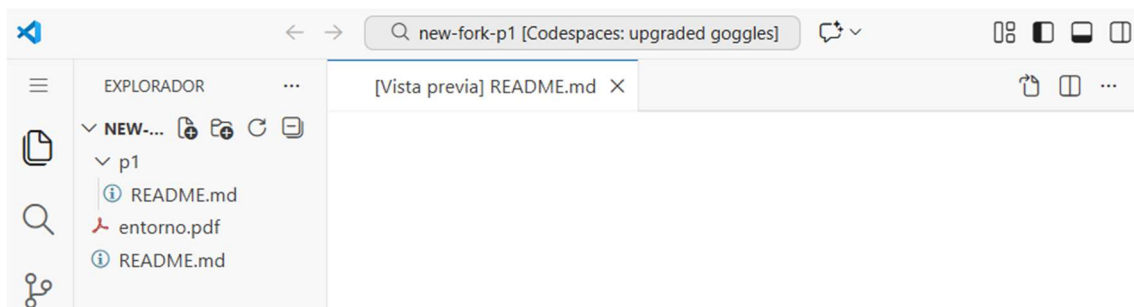 new-fork-p1 [Codespaces: upgraded goggles]
EXPLORADOR
[Vista previa] README.md
NEW-...
p1
README.md
entorno.pdf
README.md